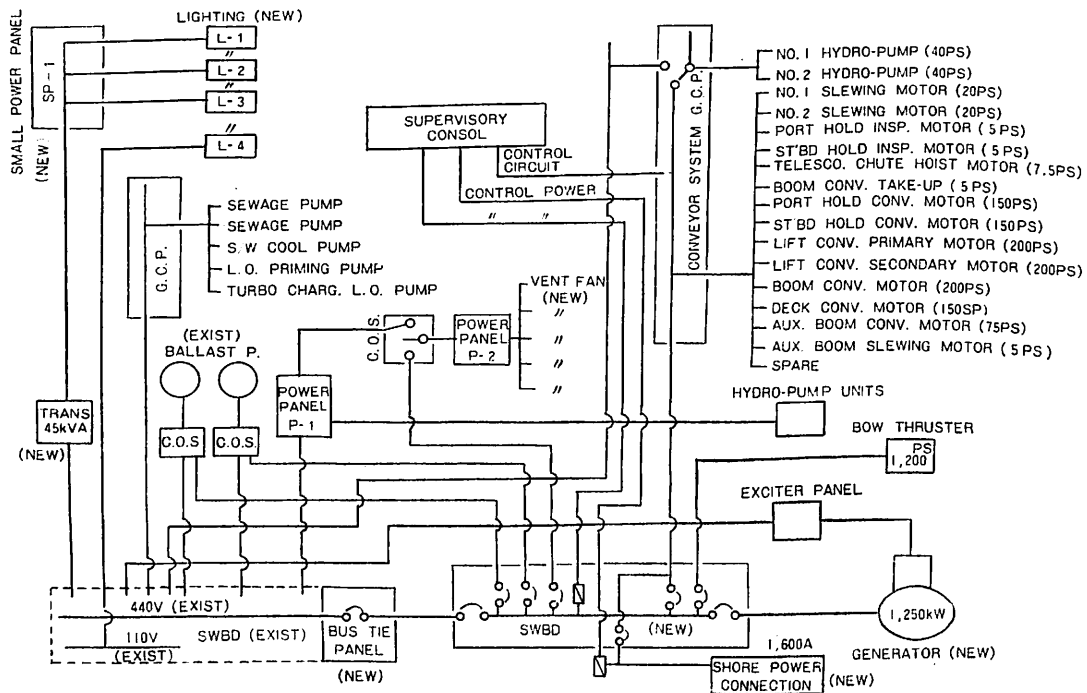 SMALL POWER PANEL
(NEW)
SP-1
LIGHTING (NEW)
L-1
〃
L-2
〃
L-3
〃
L-4
G.C.P.
SEWAGE PUMP
SEWAGE PUMP
S.W COOL PUMP
L.O. PRIMING PUMP
TURBO CHARG. L.O. PUMP
SUPERVISORY
CONSOL
CONTROL
CIRCUIT
CONTROL POWER
〃 〃
CONVEYOR SYSTEM G.C.P.
NO. 1 HYDRO-PUMP (40PS)
NO. 2 HYDRO-PUMP (40PS)
NO. 1 SLEWING MOTOR (20PS)
NO. 2 SLEWING MOTOR (20PS)
PORT HOLD INSP. MOTOR (5PS)
ST'BD HOLD INSP. MOTOR (5PS)
TELESCO. CHUTE HOIST MOTOR (7.5PS)
BOOM CONV. TAKE-UP (5PS)
PORT HOLD CONV. MOTOR (150PS)
ST'BD HOLD CONV. MOTOR (150PS)
LIFT CONV. PRIMARY MOTOR (200PS)
LIFT CONV. SECONDARY MOTOR (200PS)
BOOM CONV. MOTOR (200PS)
DECK CONV. MOTOR (150SP)
AUX. BOOM CONV. MOTOR (75PS)
AUX. BOOM SLEWING MOTOR (5PS)
SPARE
(EXIST)
BALLAST P.
C.O.S
C.O.S.
TRANS
45kVA
(NEW)
C.O.S.
POWER
PANEL
P-1
POWER
PANEL
P-2
VENT FAN
(NEW)
〃
〃
〃
〃
HYDRO-PUMP UNITS
BOW THRUSTER
PS
1,200
EXCITER PANEL
1,250kW
GENERATOR (NEW)
440V (EXIST)
110V
(EXIST)
SWBD (EXIST)
BUS TIE
PANEL
(NEW)
SWBD
(NEW)
1,600A
SHORE POWER
CONNECTION
(NEW)